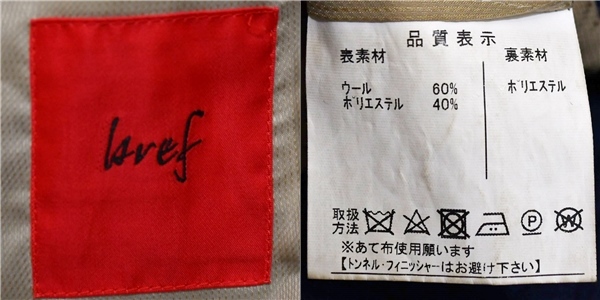 bref
品質表示
表素材
ウール 60%
ポリエステル 40%
裏素材
ポリエステル
取扱
方法
P
W
※あて布使用願います
【トンネル・フィニッシャーはお避け下さい】